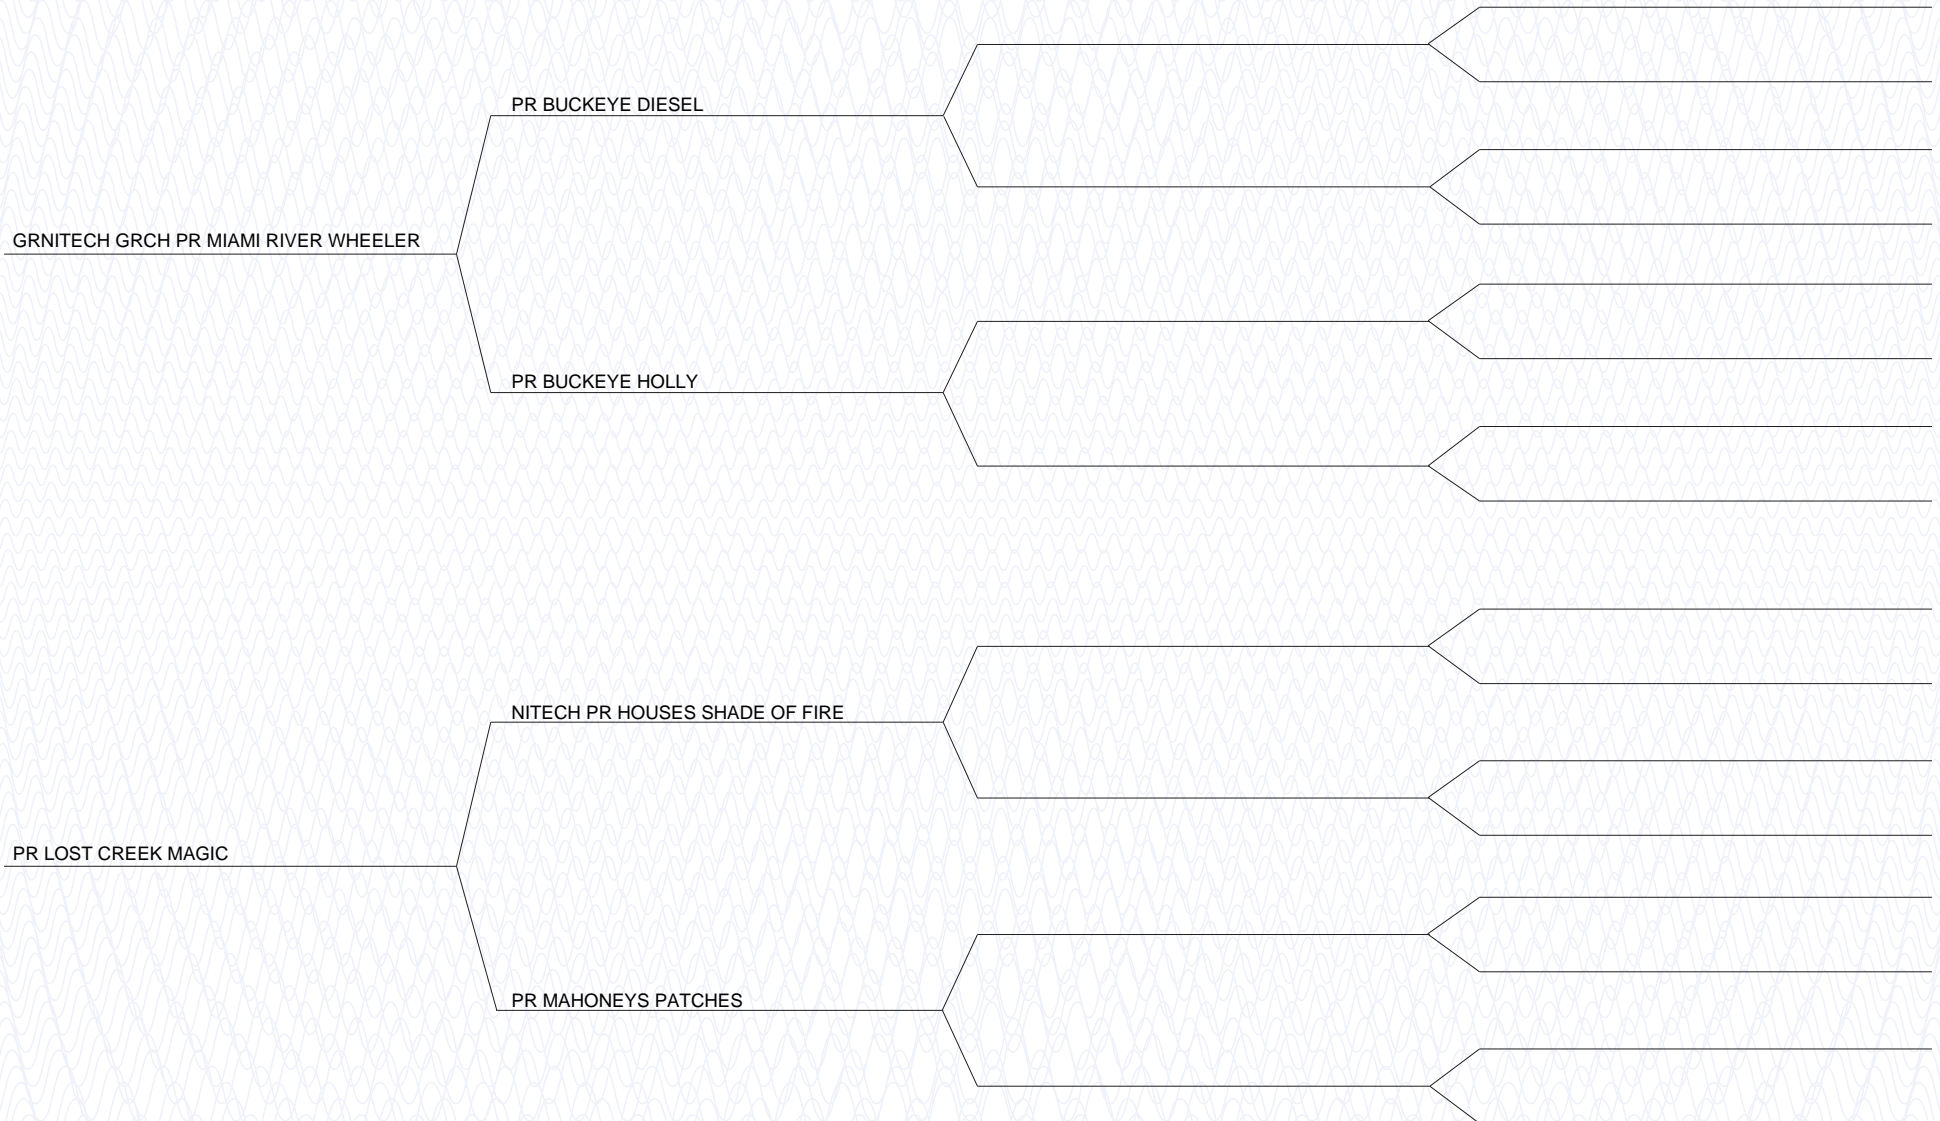 PR BUCKEYE DIESEL
GRNITECH GRCH PR MIAMI RIVER WHEELER
PR BUCKEYE HOLLY
NITECH PR HOUSES SHADE OF FIRE
PR LOST CREEK MAGIC
PR MAHONEYS PATCHES